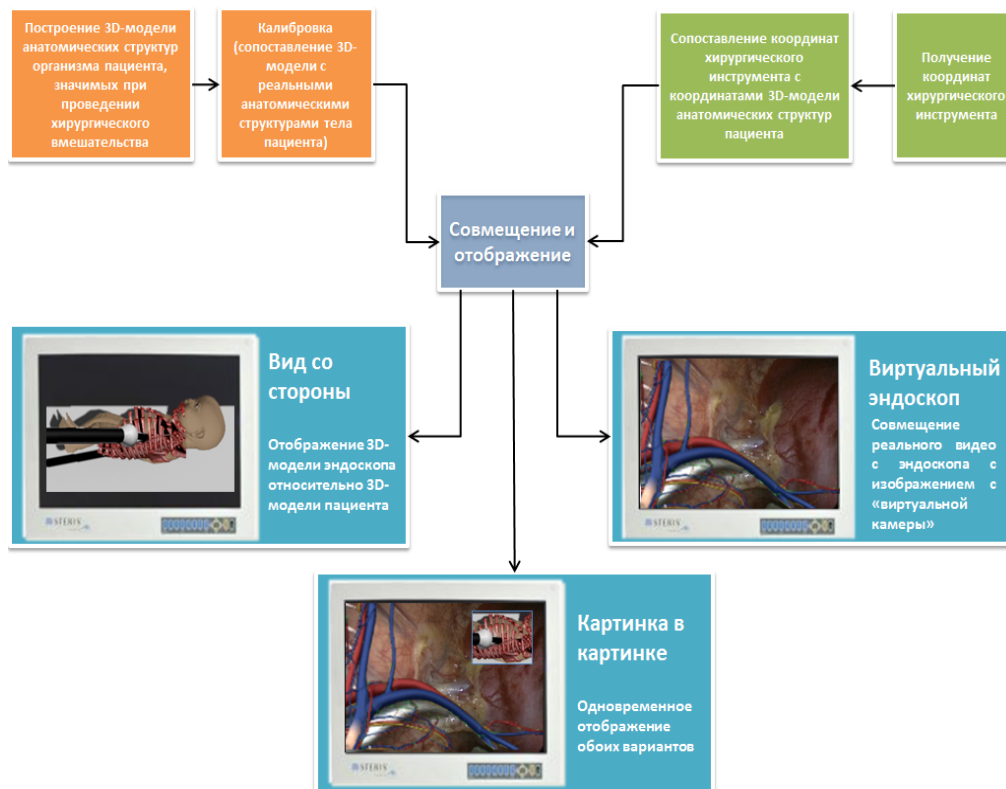 Построение 3D-модели
анатомических структур
организма пациента,
значимых при
проведении
хирургического
вмешательства
Калибровка
(сопоставление 3D-
модели с
реальными
анатомическими
структурами тела
пациента)
Сопоставление координат
хирургического
инструмента с
координатами 3D-модели
анатомических структур
пациента
Получение
координат
хирургического
инструмента
Совмещение и
отображение
Вид со
стороны
Отображение 3D-
модели эндоскопа
относительно 3D-
модели пациента
STERIS
Виртуальный
эндоскоп
Совмещение
реального видео
с эндоскопа с
изображением с
«виртуальной
камеры»
STERIS
Картинка в
картинке
Одновременное
отображение
обоих вариантов
STERIS